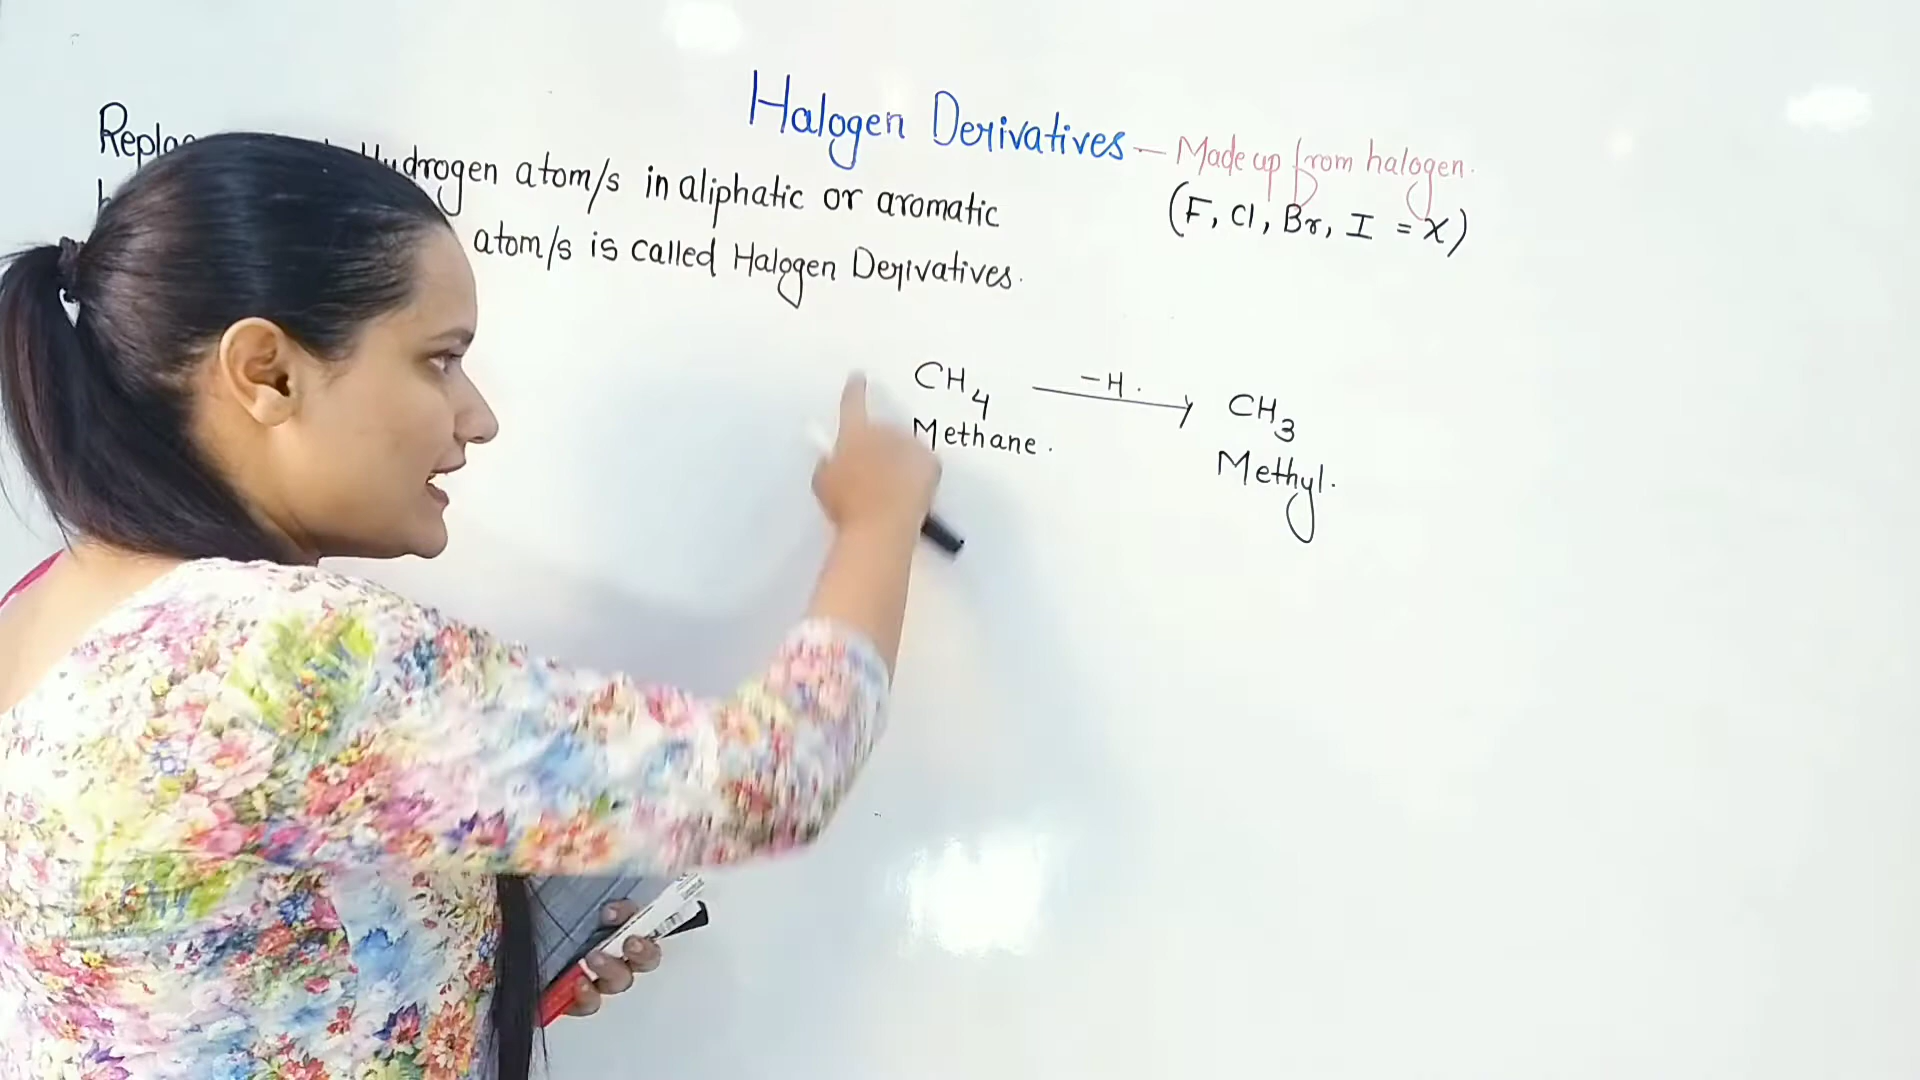 Halogen Derivatives — Made up from halogen.
(F, Cl, Br, I = X)
Hydrogen atom/s in aliphatic or aromatic
atom/s is called Halogen Derivatives.
CH4 —H. → CH3
Methane. Methyl.